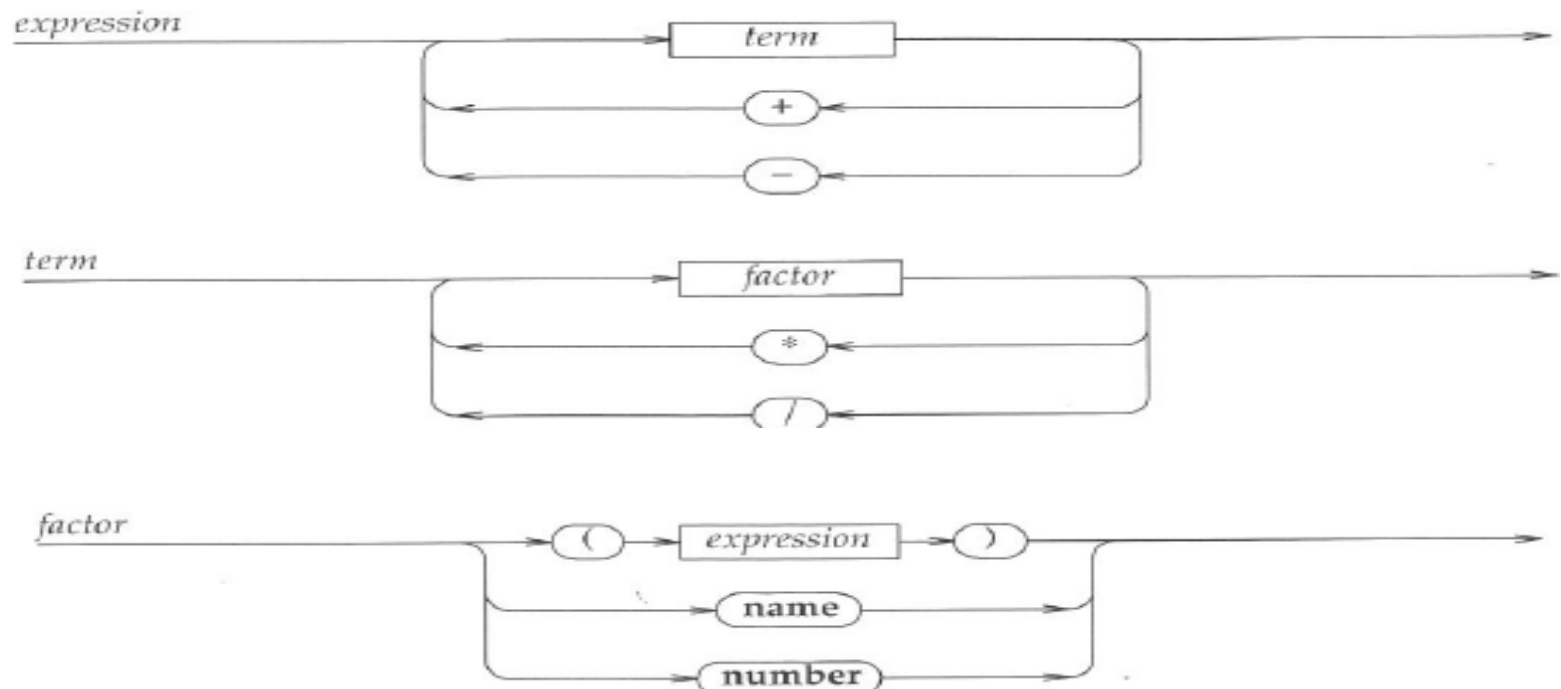 expression
term
+
−
term
factor
*
/
factor
( expression )
name
number